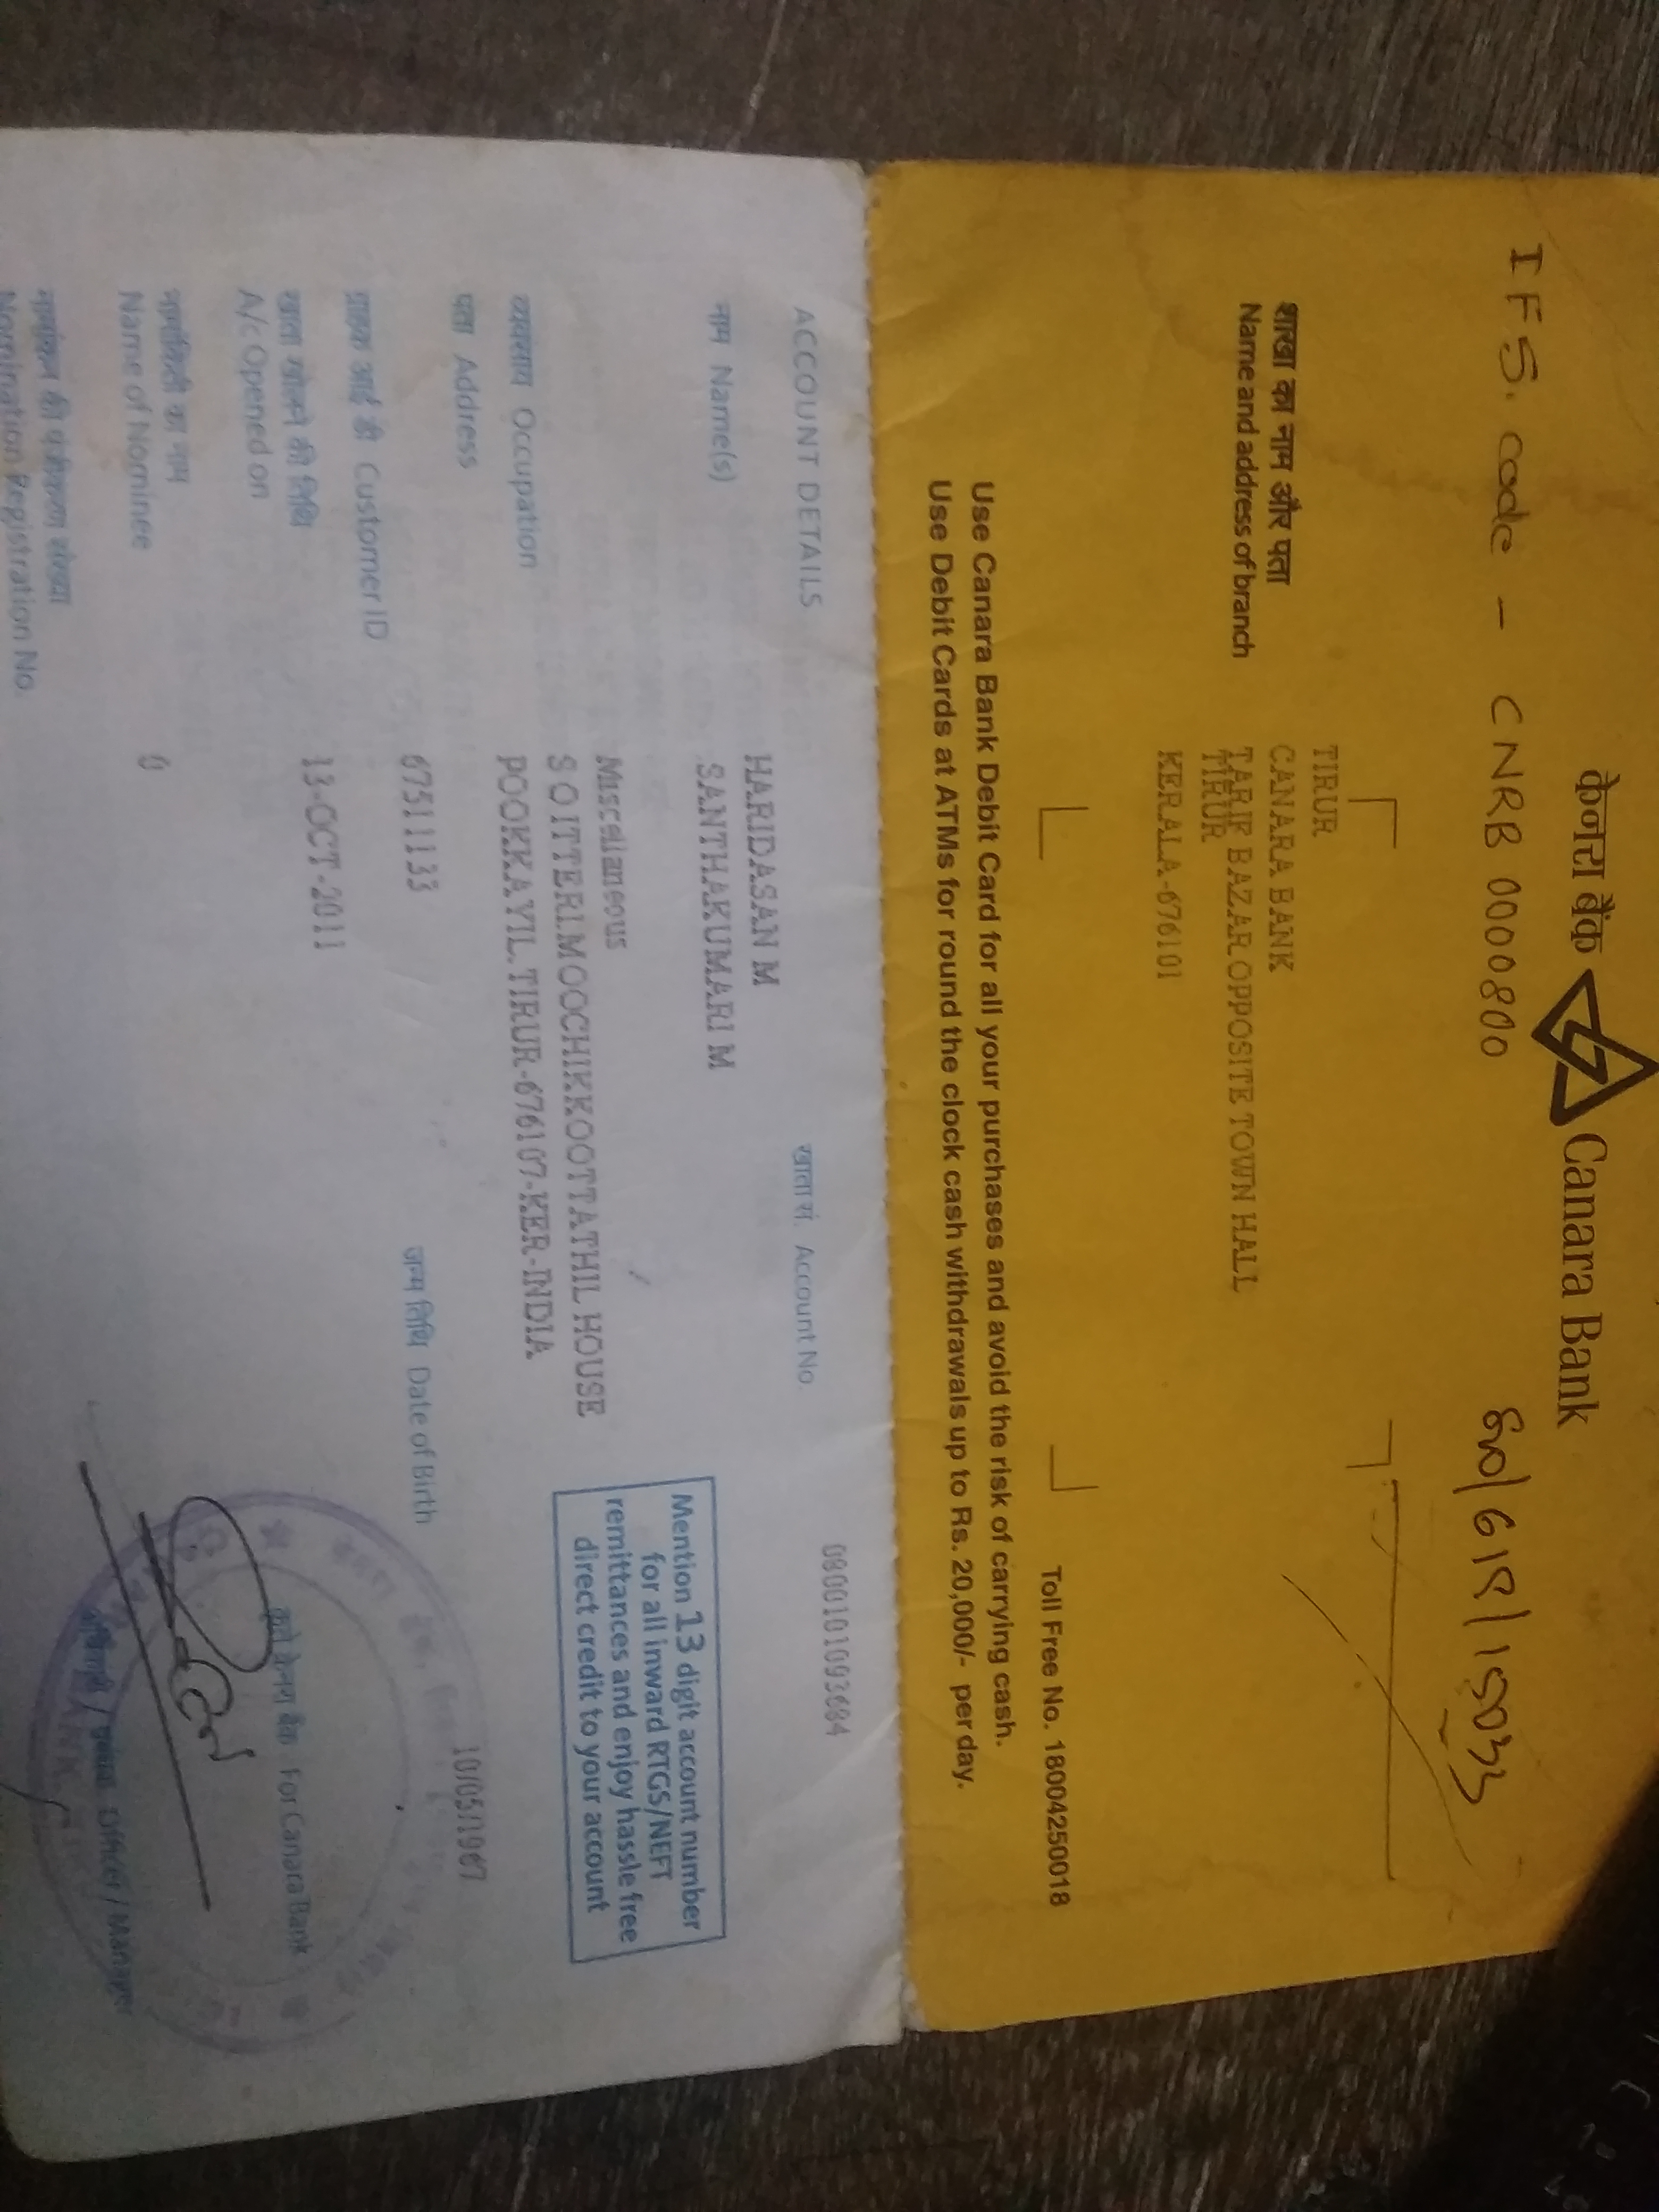 केनरा बैंक Canara Bank
IFS. code - CNRB 0000800
शाखा का नाम और पता
Name and address of branch
TIRUR
CANARA BANK
TARIF BAZAR OPPOSITE TOWN HALL
TIRUR
KERALA-676101
Toll Free No. 18004250018
Use Canara Bank Debit Card for all your purchases and avoid the risk of carrying cash.
Use Debit Cards at ATMs for round the clock cash withdrawals up to Rs. 20,000/- per day.
ACCOUNT DETAILS
खाता सं. Account No. 0800101093684
नाम Name(s) HARIDASAN M
SANTHAKUMARI M
Mention 13 digit account number
for all inward RTGS/NEFT
remittances and enjoy hassle free
direct credit to your account
व्यवसाय Occupation Miscellaneous
पता Address S O ITTERI.MOOCHIKKOOTTATHIL HOUSE
POOKKAYIL.TIRUR-676107-KER-INDIA
ग्राहक आई डी Customer ID 67511133
जन्म तिथि Date of Birth 10/05/1967
खाता खोलने की तिथि
A/c Opened on 13-OCT-2011
कृते केनरा बैंक For Canara Bank
नामांकिती का नाम
Name of Nominee 0
नामांकन की पंजीकरण संख्या
Nomination Registration No
Officer / Manager